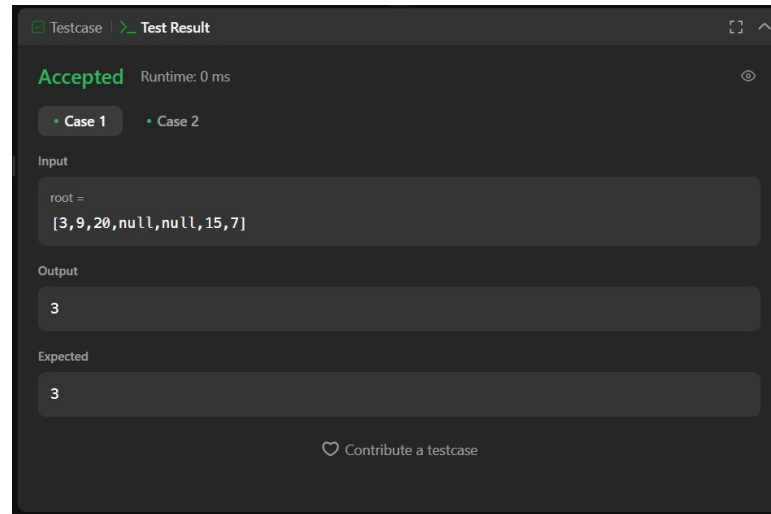 Testcase | >_ Test Result
Accepted Runtime: 0 ms
• Case 1 • Case 2
Input
root =
[3,9,20,null,null,15,7]
Output
3
Expected
3
Contribute a testcase